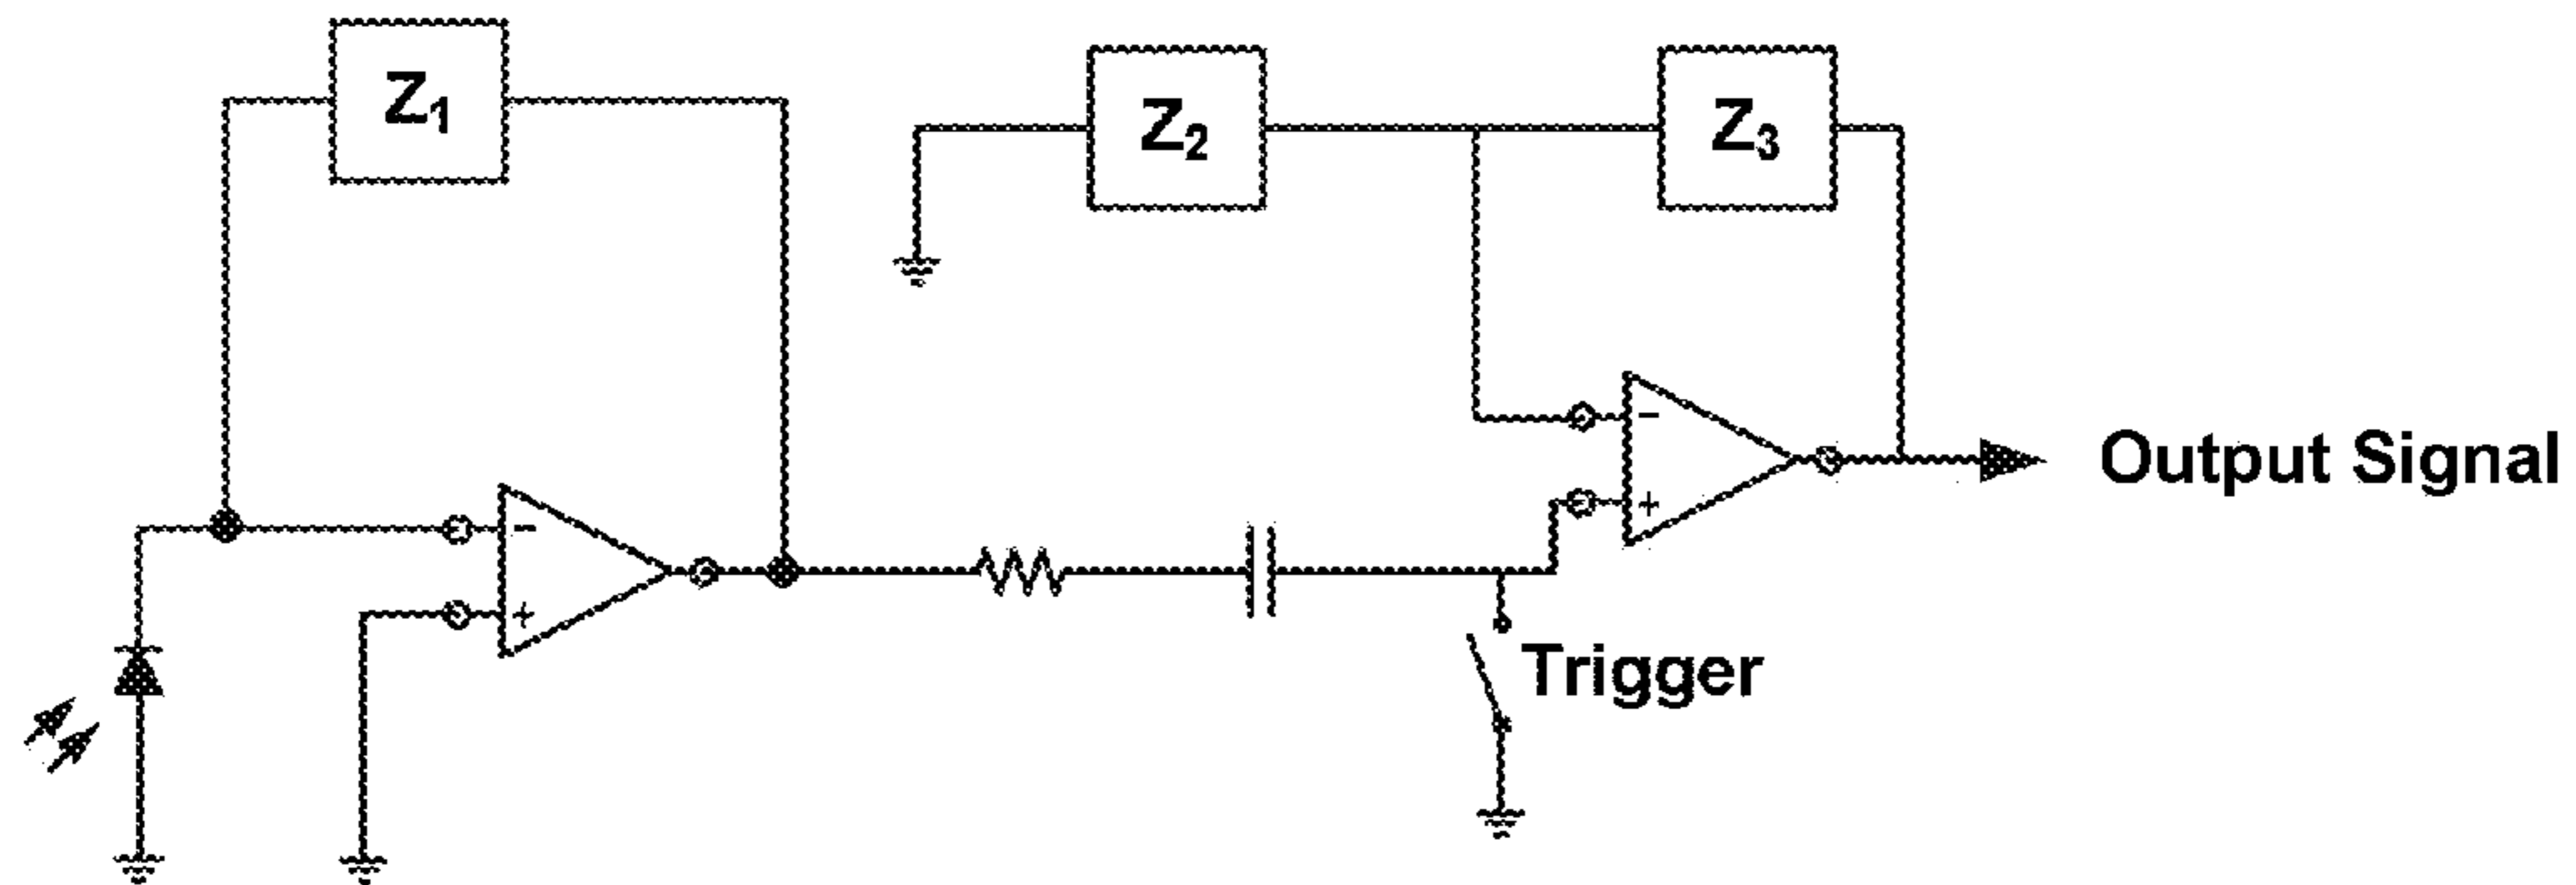 Z1
Z2
Z3
-
+
-
+
Output Signal
Trigger